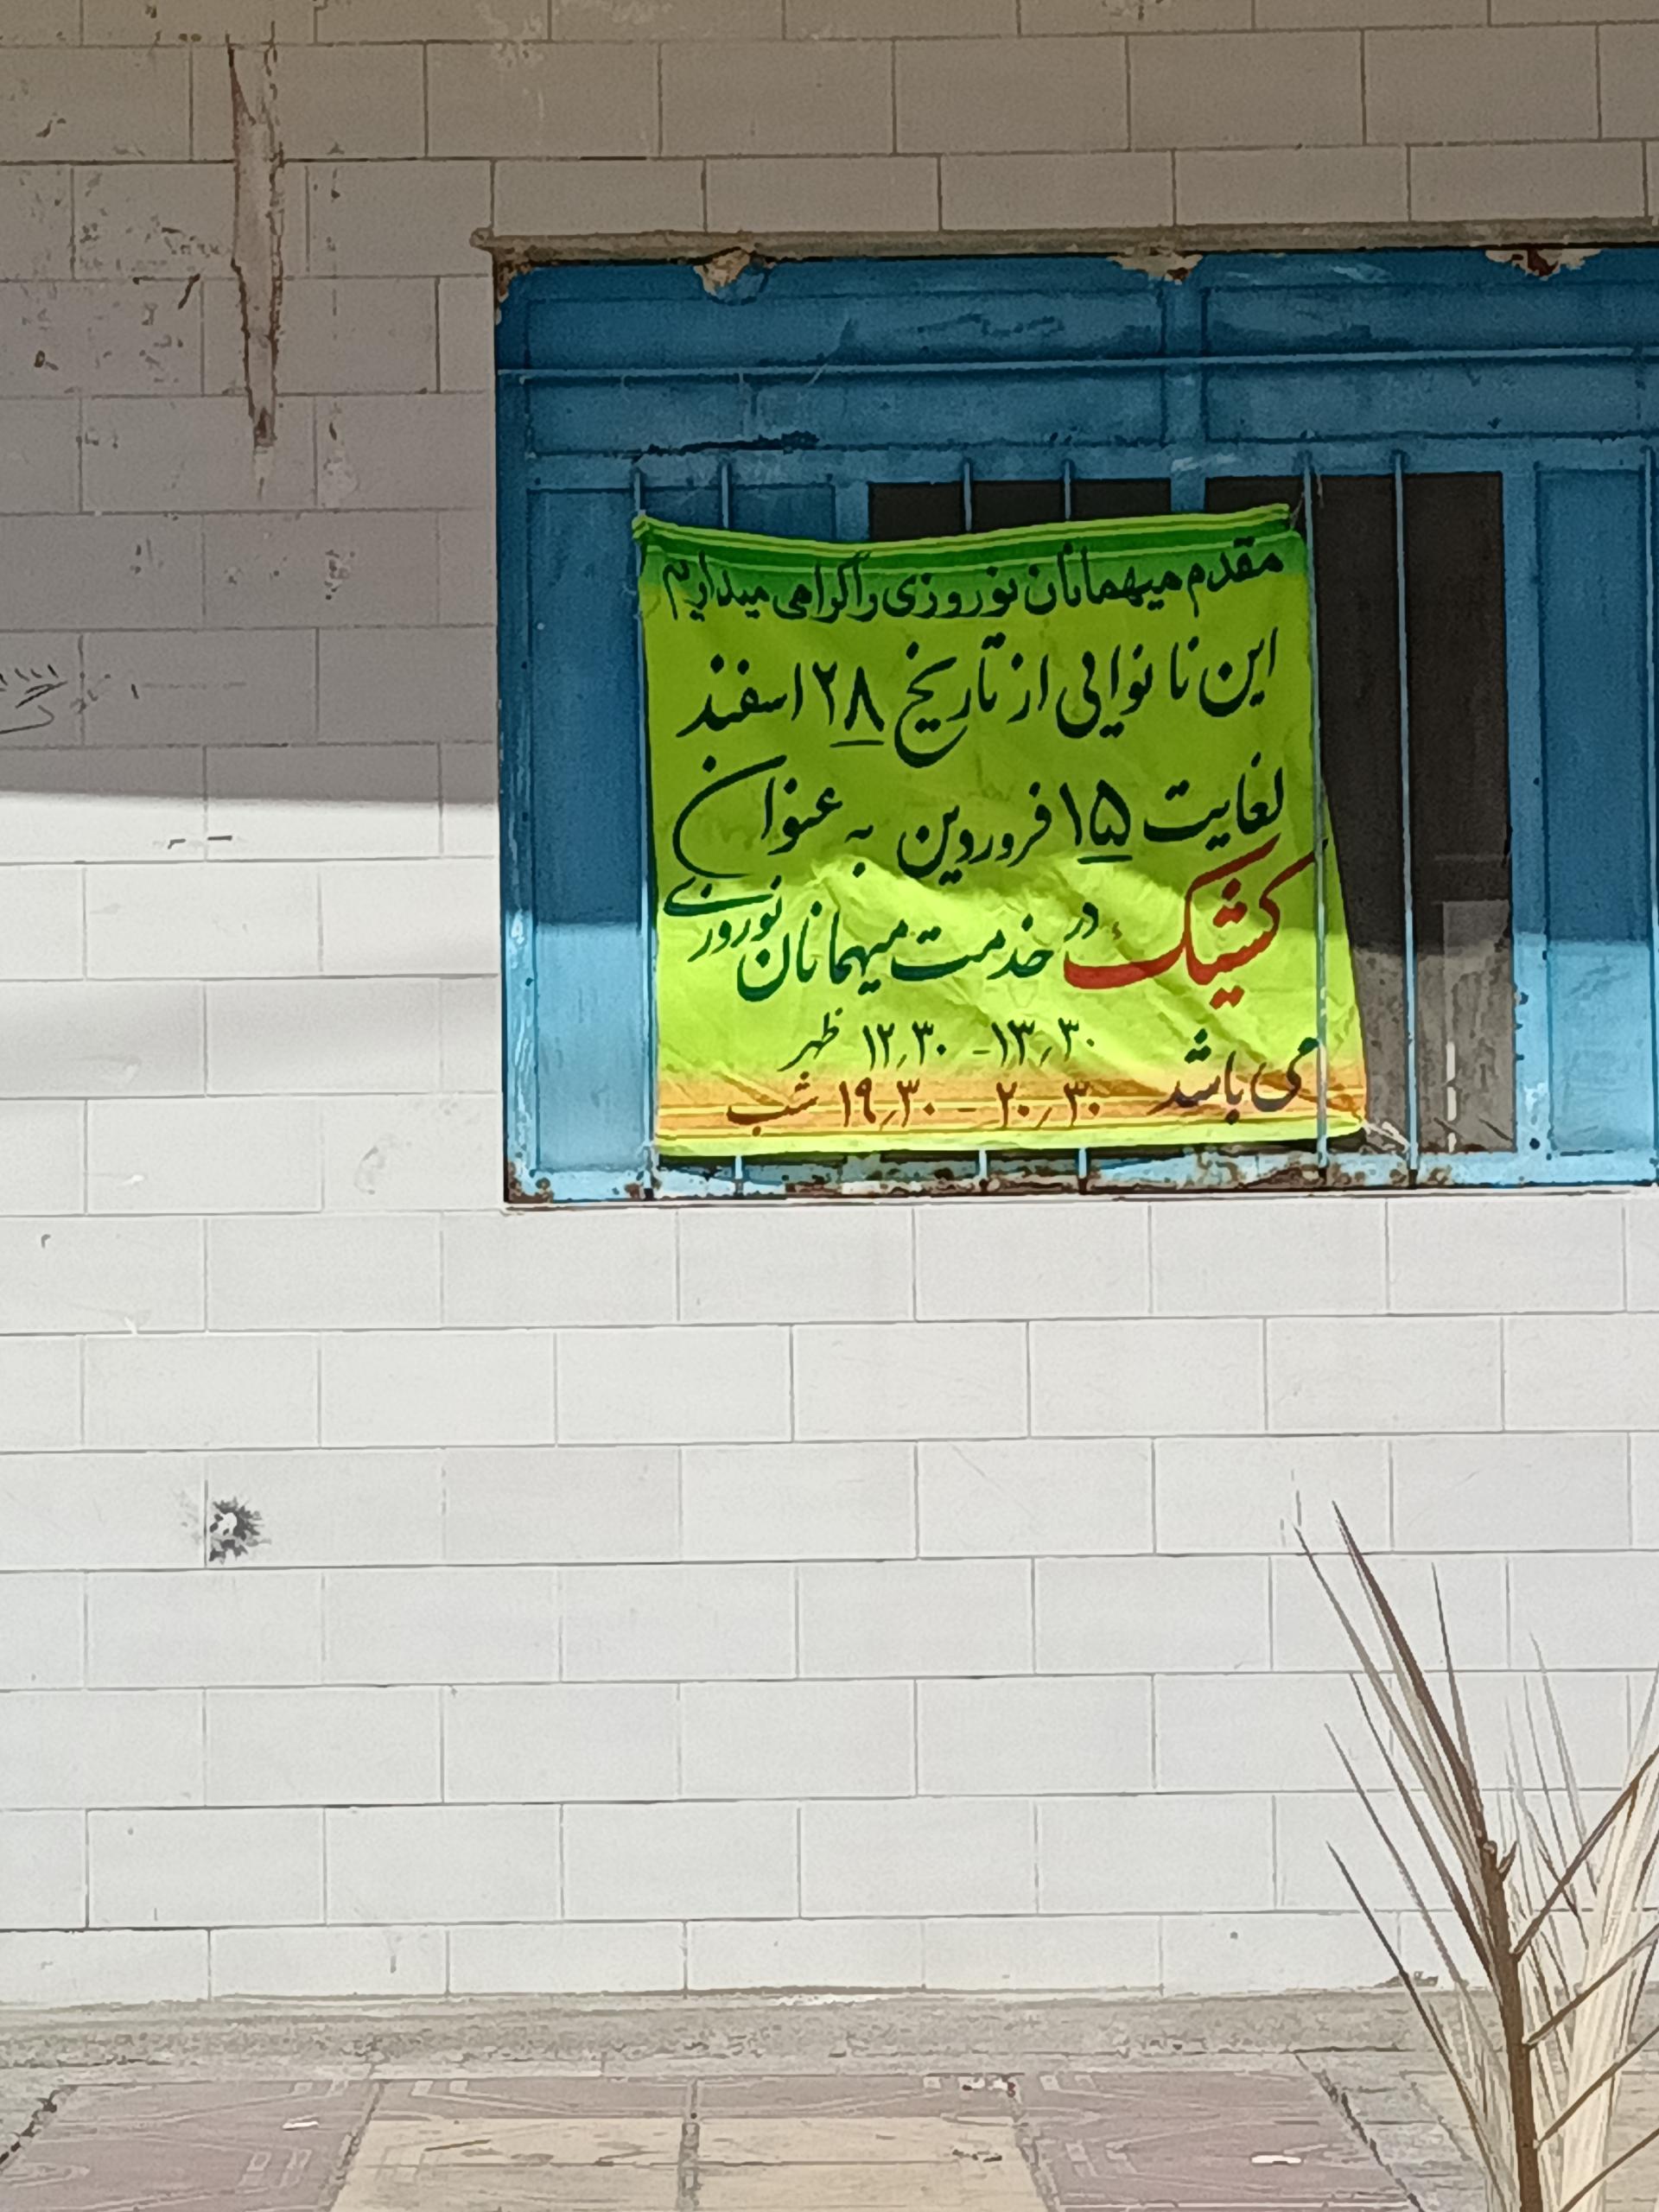 مقدم میهمانان نوروزی را گرامی میداریم
این نانوایی از تاریخ ۲۸ اسفند
لغایت ۱۵ فروردین به عنوان
کشیک در خدمت میهمانان نوروزی
می باشد ۱۳٫۳۰ - ۱۲٫۳۰ ظهر
۲۰٫۳۰ - ۱۹٫۳۰ شب